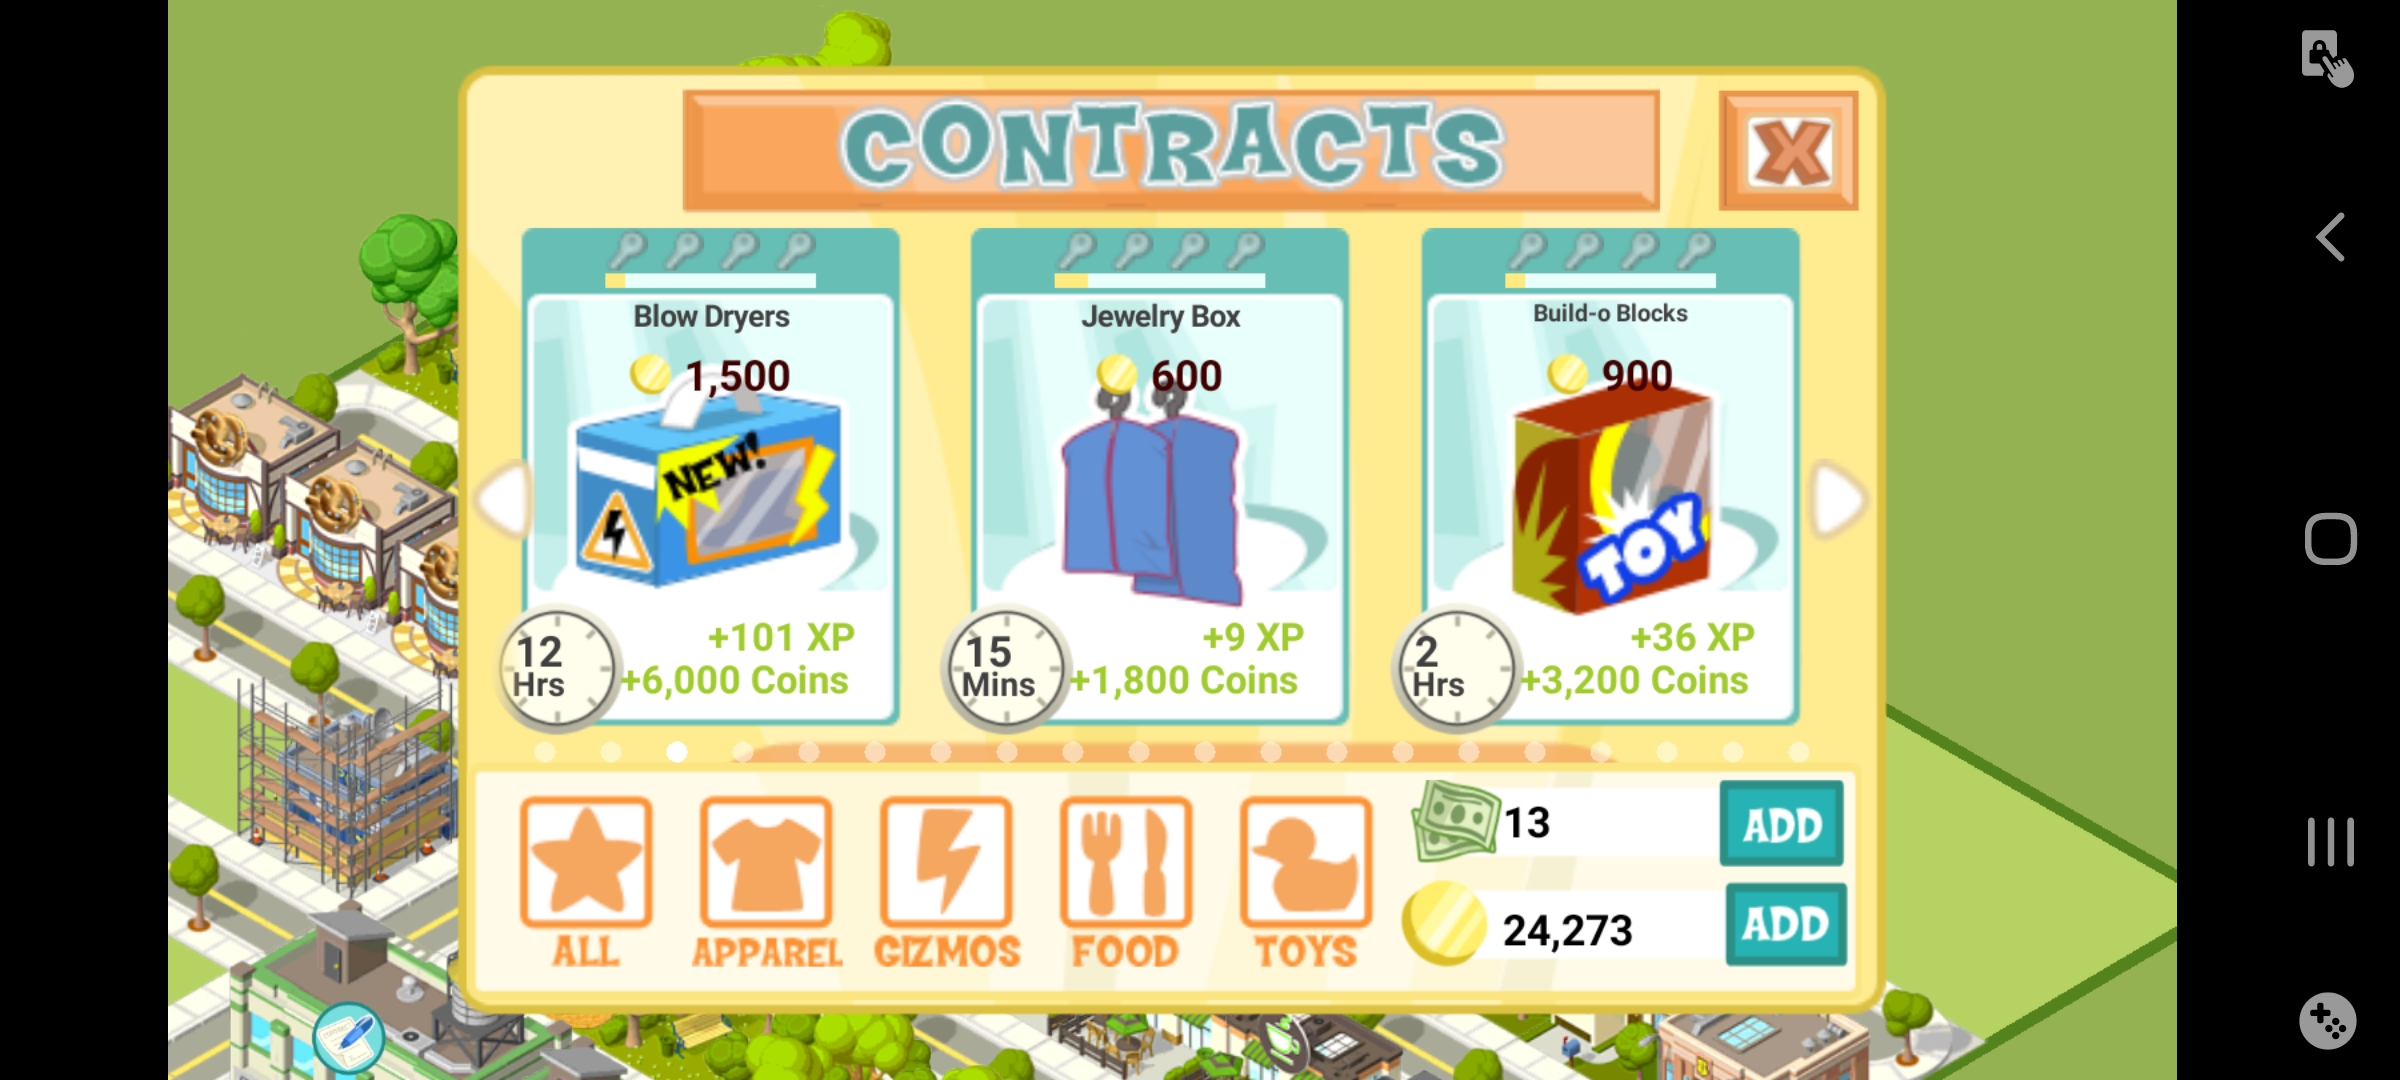 CONTRACTS
X
Blow Dryers
1,500
NEW!
12
Hrs
+101 XP
+6,000 Coins
Jewelry Box
600
15
Mins
+9 XP
+1,800 Coins
Build-o Blocks
900
TOY
2
Hrs
+36 XP
+3,200 Coins
ALL
APPAREL
GIZMOS
FOOD
TOYS
13
ADD
24,273
ADD